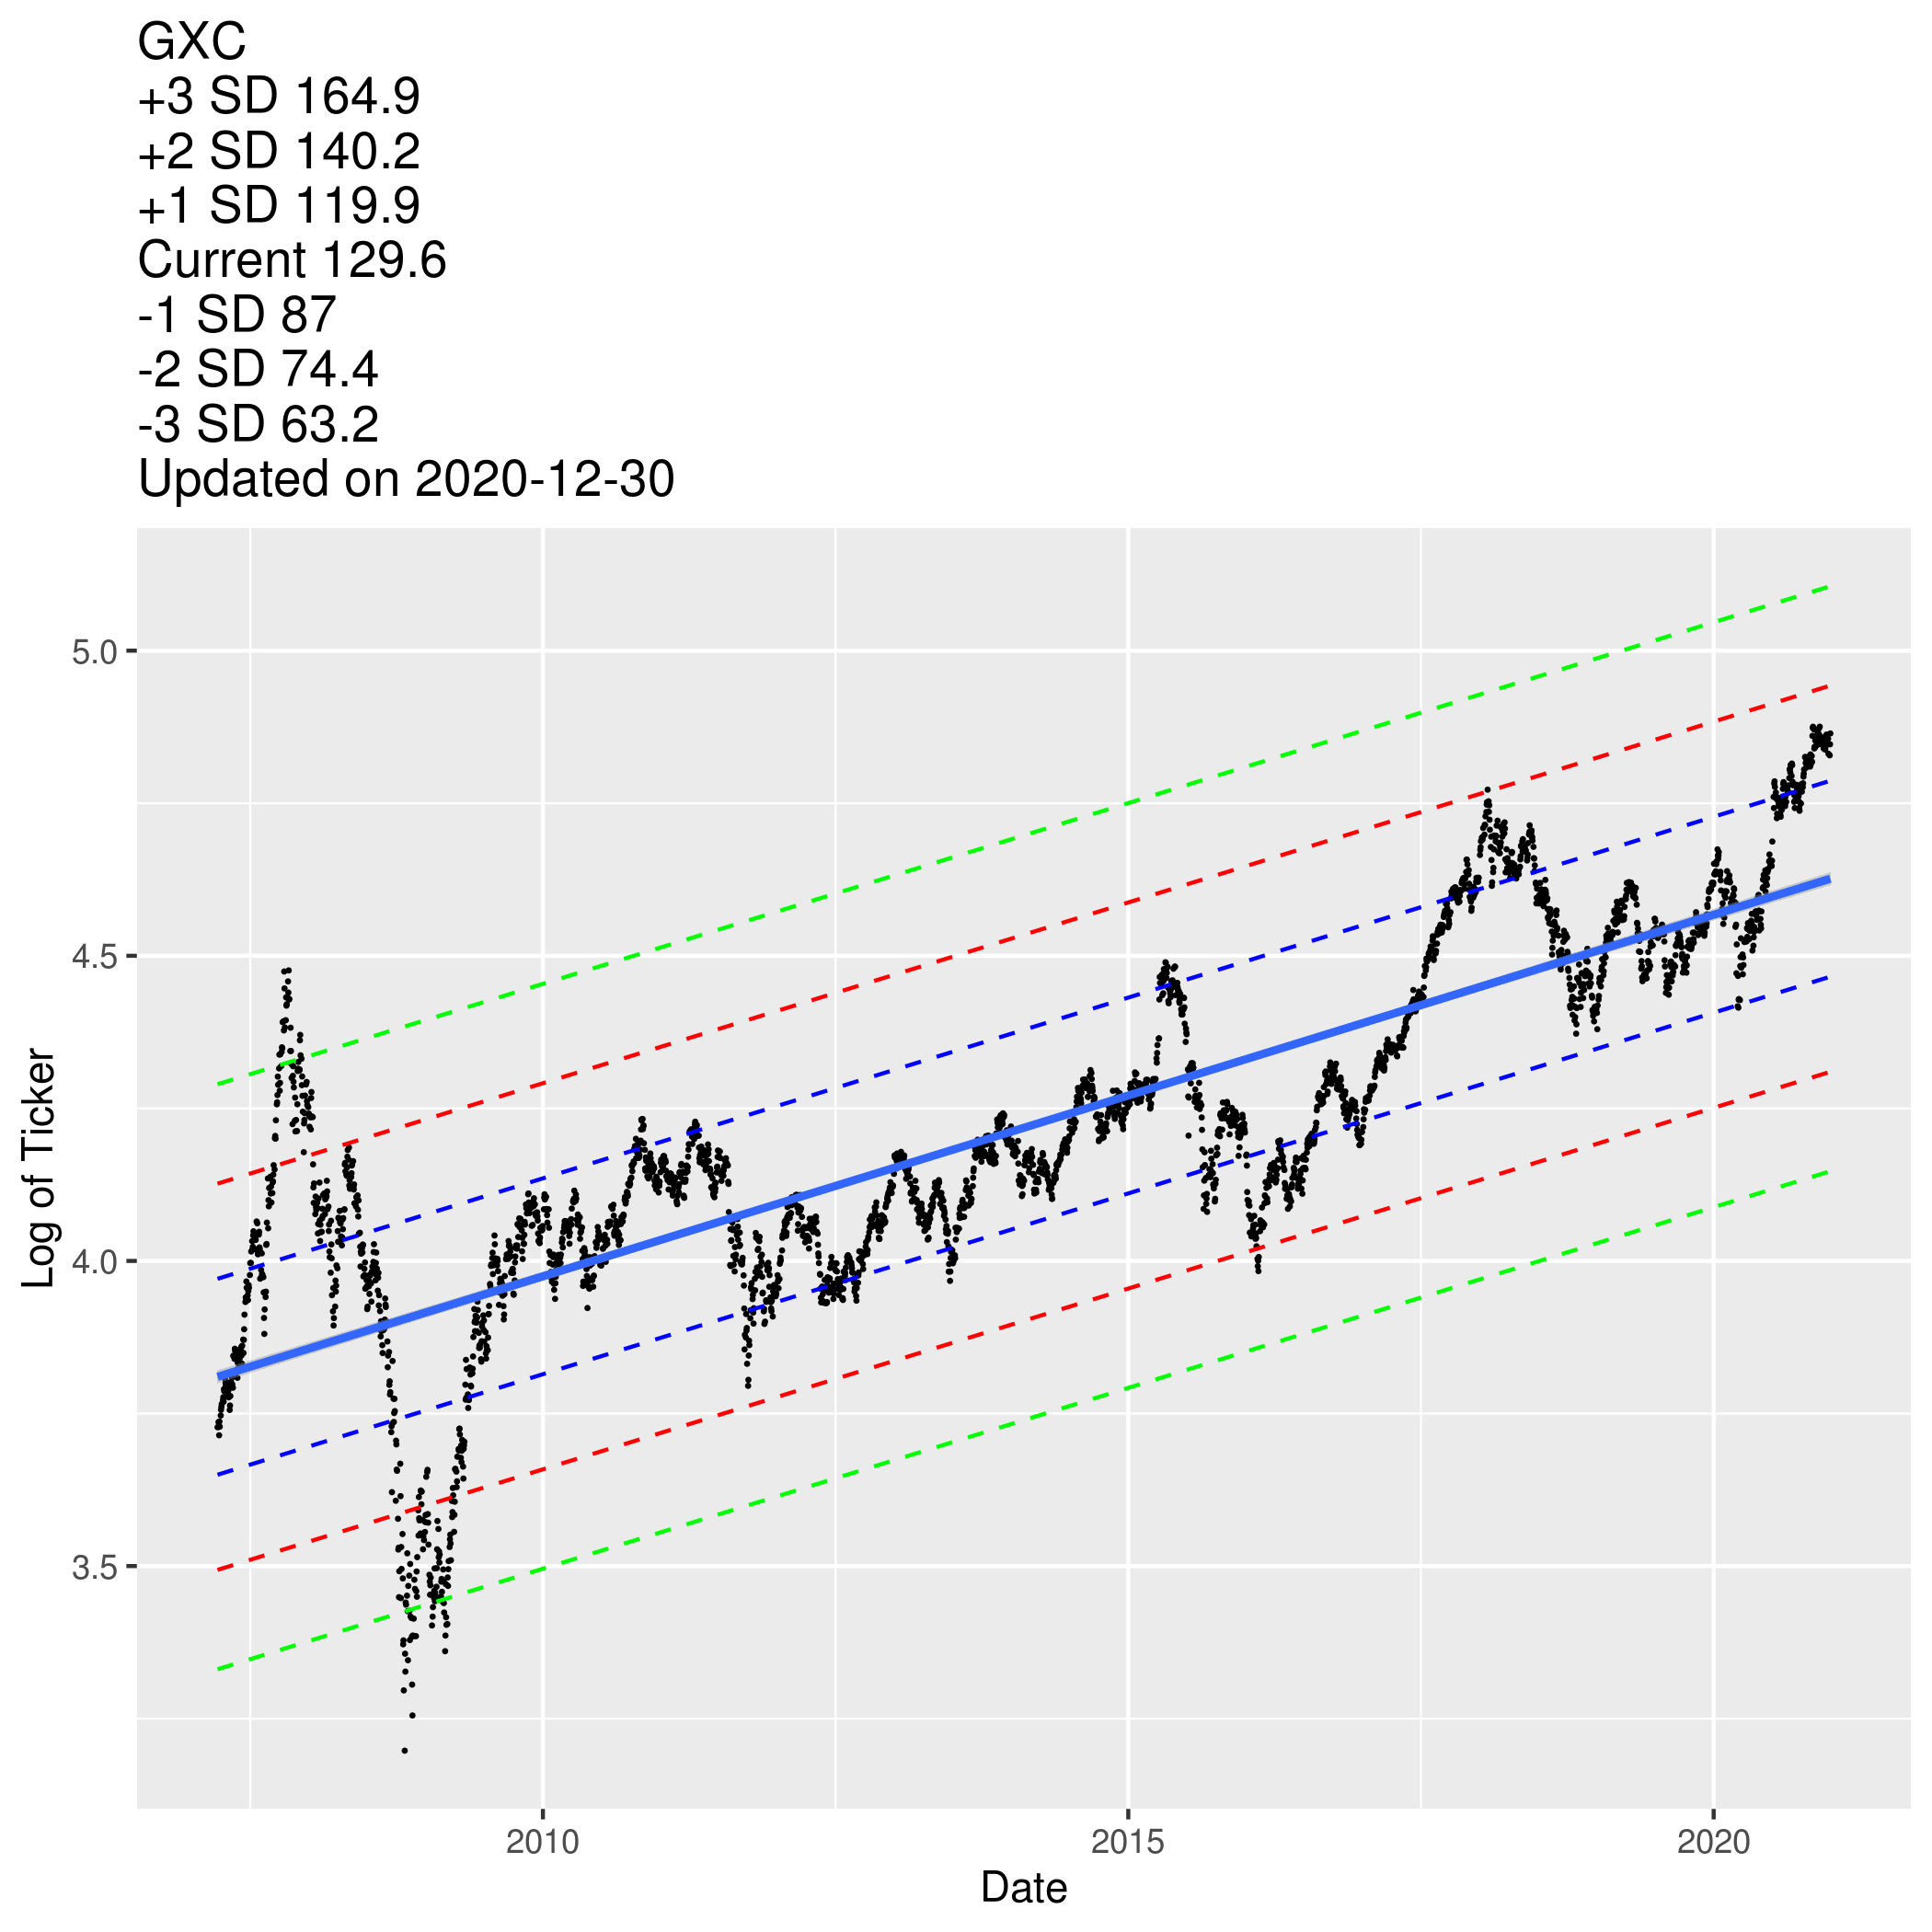 GXC
+3 SD 164.9
+2 SD 140.2
+1 SD 119.9
Current 129.6
-1 SD 87
-2 SD 74.4
-3 SD 63.2
Updated on 2020-12-30
5.0
4.5
4.0
3.5
Log of Ticker
2010
2015
2020
Date